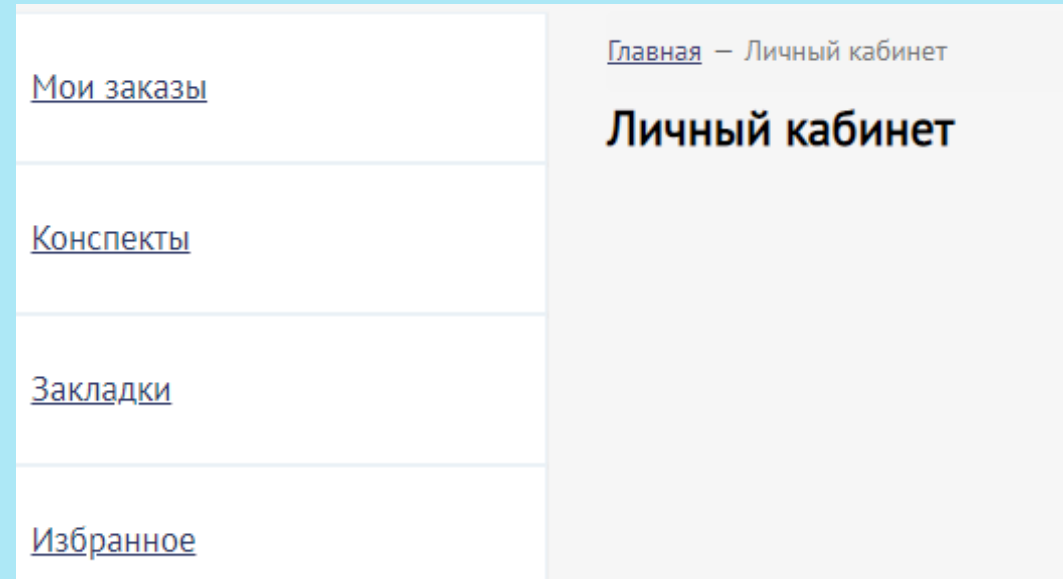 Мои заказы
Конспекты
Закладки
Избранное
Главная — Личный кабинет
Личный кабинет